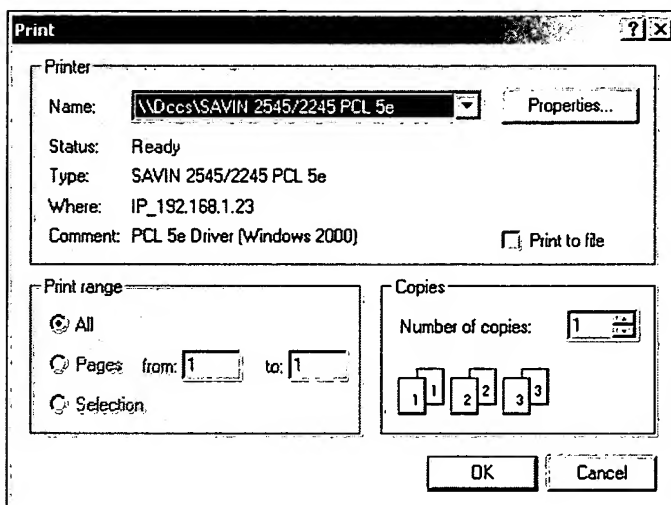 Print
Printer
Name: \\Dccs\SAVIN 2545/2245 PCL 5e Properties...
Status: Ready
Type: SAVIN 2545/2245 PCL 5e
Where: IP_192.168.1.23
Comment: PCL 5e Driver (Windows 2000) Print to file
Print range
All
Pages from: 1 to: 1
Selection
Copies
Number of copies: 1
1 1 2 2 3 3
OK Cancel